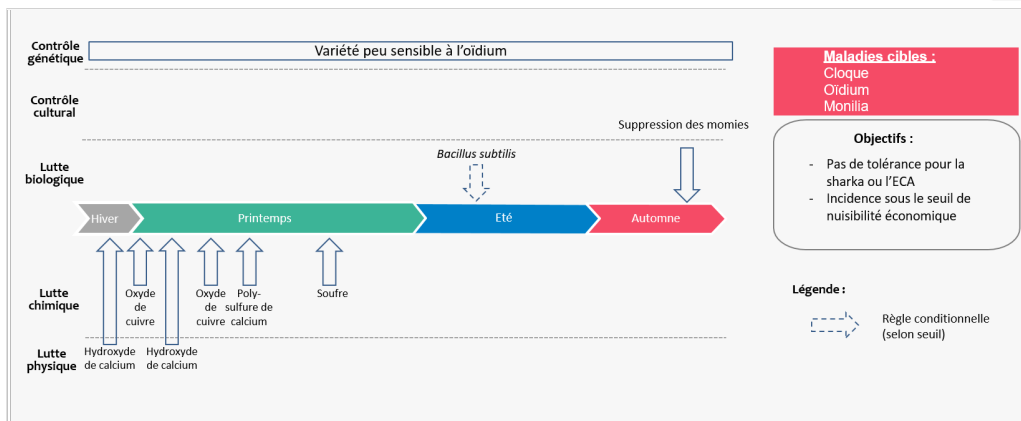 Contrôle
génétique
Variété peu sensible à l'oïdium
Maladies cibles :
Cloque
Oïdium
Monilia
Contrôle
cultural
Suppression des momies
Objectifs :
- Pas de tolérance pour la
sharka ou l'ECA
- Incidence sous le seuil de
nuisibilité économique
Lutte
biologique
Bacillus subtilis
Hiver
Printemps
Eté
Automne
Lutte
chimique
Oxyde
de
cuivre
Oxyde
de
cuivre
Poly-
sulfure de
calcium
Soufre
Légende :
Règle conditionnelle
(selon seuil)
Lutte
physique
Hydroxyde
de calcium
Hydroxyde
de calcium